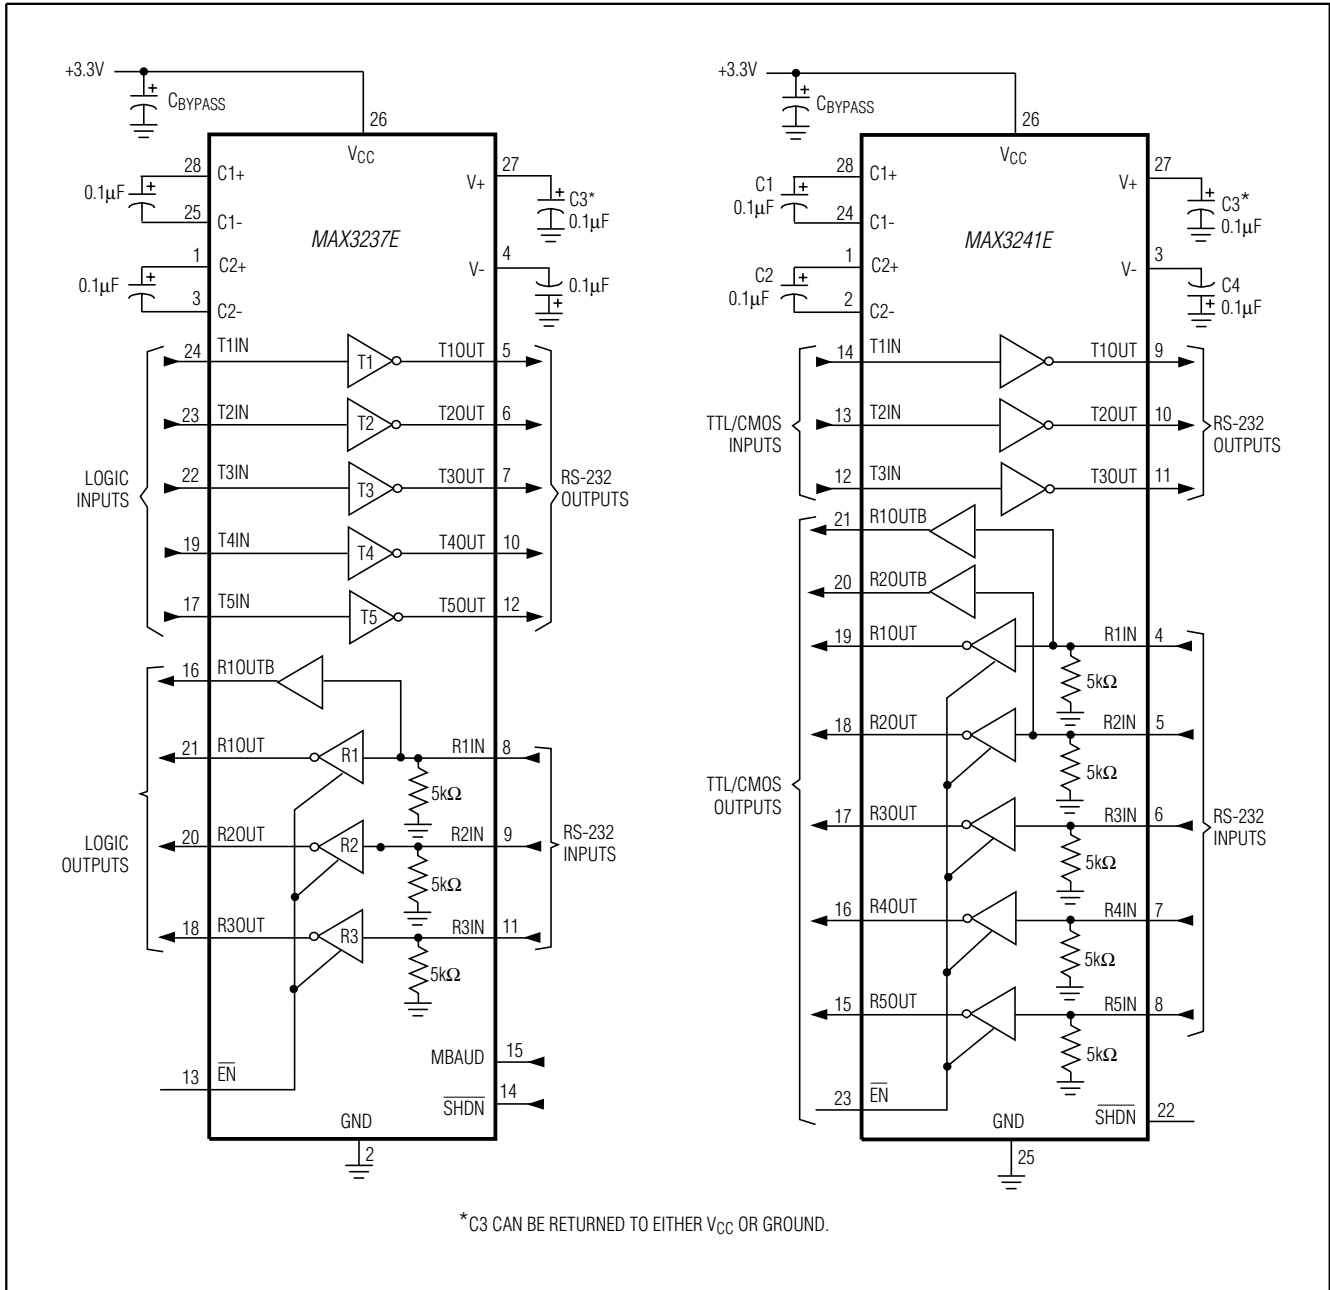 +3.3V
CBYPASS
26
VCC
28
C1+
0.1µF
25
C1-
1
C2+
0.1µF
3
C2-
MAX3237E
27
V+
C3*
0.1µF
4
V-
0.1µF
LOGIC
INPUTS
24 T1IN T1 T1OUT 5
23 T2IN T2 T2OUT 6
22 T3IN T3 T3OUT 7
19 T4IN T4 T4OUT 10
17 T5IN T5 T5OUT 12
RS-232
OUTPUTS
16 R1OUTB
21 R1OUT R1 R1IN 8
5kΩ
20 R2OUT R2 R2IN 9
5kΩ
18 R3OUT R3 R3IN 11
5kΩ
LOGIC
OUTPUTS
RS-232
INPUTS
MBAUD 15
13 EN
SHDN 14
GND
2
+3.3V
CBYPASS
26
VCC
28
C1+
C1
0.1µF
24
C1-
1
C2+
C2
0.1µF
2
C2-
MAX3241E
27
V+
C3*
0.1µF
3
V-
C4
0.1µF
TTL/CMOS
INPUTS
14 T1IN T1OUT 9
13 T2IN T2OUT 10
12 T3IN T3OUT 11
RS-232
OUTPUTS
21 R1OUTB
20 R2OUTB
19 R1OUT R1IN 4
5kΩ
18 R2OUT R2IN 5
5kΩ
17 R3OUT R3IN 6
5kΩ
16 R4OUT R4IN 7
5kΩ
15 R5OUT R5IN 8
5kΩ
TTL/CMOS
OUTPUTS
RS-232
INPUTS
23 EN
SHDN 22
GND
25
*C3 CAN BE RETURNED TO EITHER VCC OR GROUND.